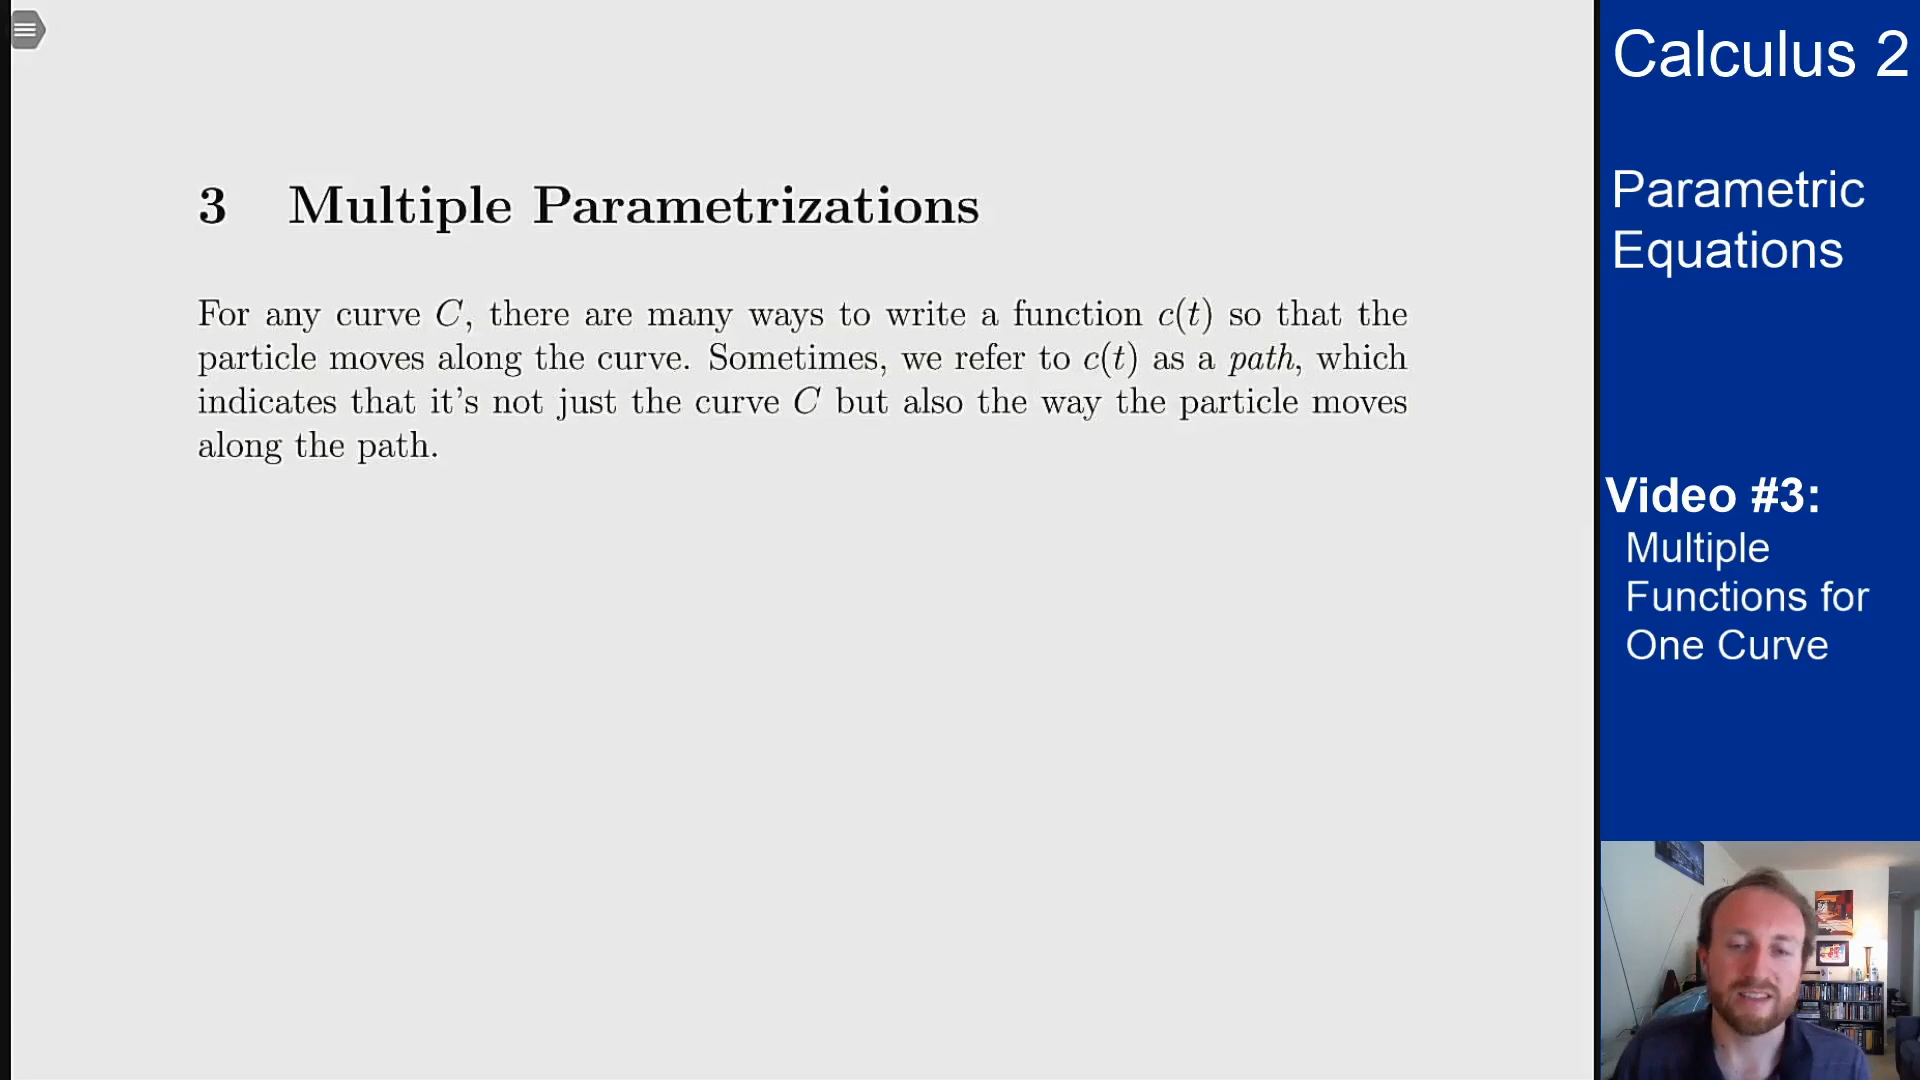 3 Multiple Parametrizations
For any curve C, there are many ways to write a function c(t) so that the
particle moves along the curve. Sometimes, we refer to c(t) as a path, which
indicates that it's not just the curve C but also the way the particle moves
along the path.
Calculus 2
Parametric
Equations
Video #3:
Multiple
Functions for
One Curve